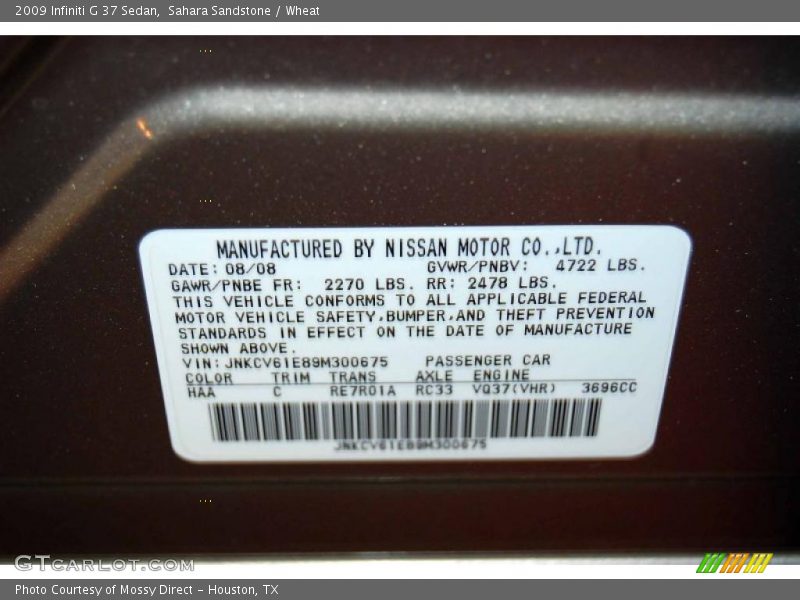 2009 Infiniti G 37 Sedan,  Sahara Sandstone / Wheat
MANUFACTURED BY NISSAN MOTOR CO.,LTD.
DATE: 08/08 GVWR/PNBV: 4722 LBS.
GAWR/PNBE FR: 2270 LBS. RR: 2478 LBS.
THIS VEHICLE CONFORMS TO ALL APPLICABLE FEDERAL
MOTOR VEHICLE SAFETY,BUMPER,AND THEFT PREVENTION
STANDARDS IN EFFECT ON THE DATE OF MANUFACTURE
SHOWN ABOVE.
VIN: JNKCV61E89M300675 PASSENGER CAR
COLOR TRIM TRANS AXLE ENGINE
HAA C RE7R01A RC33 VQ37(VHR) 3696CC
JNKCV61E89M300675
GTcarlot.com
Photo Courtesy of Mossy Direct – Houston, TX